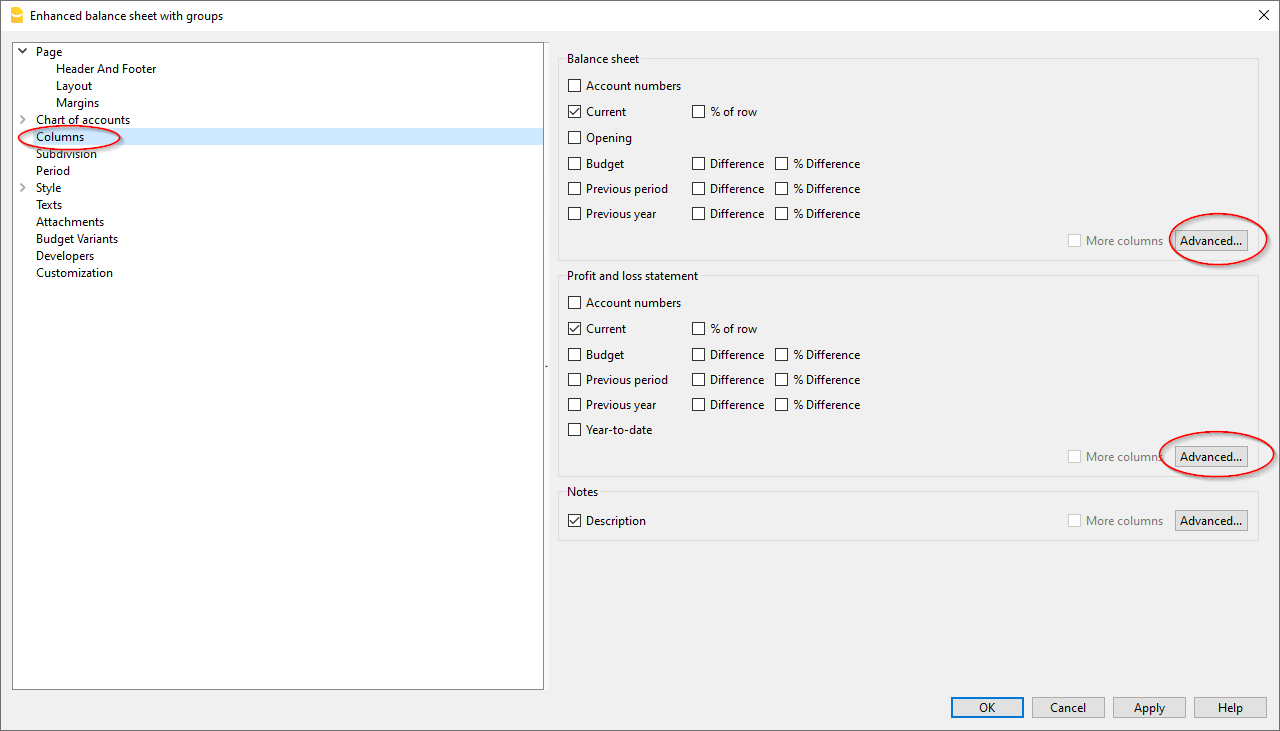 Enhanced balance sheet with groups
Page
Header And Footer
Layout
Margins
Chart of accounts
Columns
Subdivision
Period
Style
Texts
Attachments
Budget Variants
Developers
Customization
Balance sheet
Account numbers
Current % of row
Opening
Budget Difference % Difference
Previous period Difference % Difference
Previous year Difference % Difference
More columns Advanced...
Profit and loss statement
Account numbers
Current % of row
Budget Difference % Difference
Previous period Difference % Difference
Previous year Difference % Difference
Year-to-date
More columns Advanced...
Notes
Description More columns Advanced...
OK Cancel Apply Help